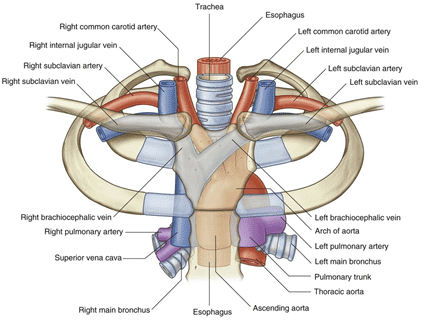 Trachea
Esophagus
Right common carotid artery
Left common carotid artery
Right internal jugular vein
Left internal jugular vein
Right subclavian artery
Left subclavian artery
Right subclavian vein
Left subclavian vein
Right brachiocephalic vein
Left brachiocephalic vein
Arch of aorta
Right pulmonary artery
Left pulmonary artery
Superior vena cava
Left main bronchus
Pulmonary trunk
Thoracic aorta
Right main bronchus
Esophagus
Ascending aorta